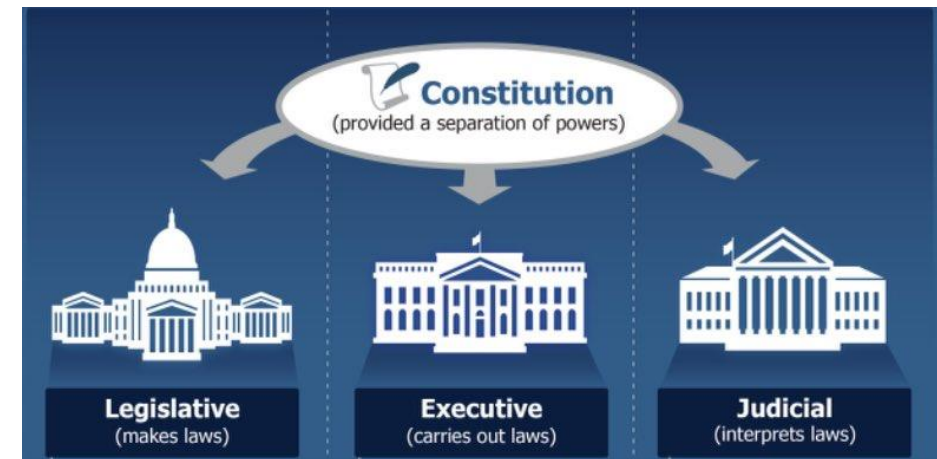 Constitution
(provided a separation of powers)
Legislative
(makes laws)
Executive
(carries out laws)
Judicial
(interprets laws)